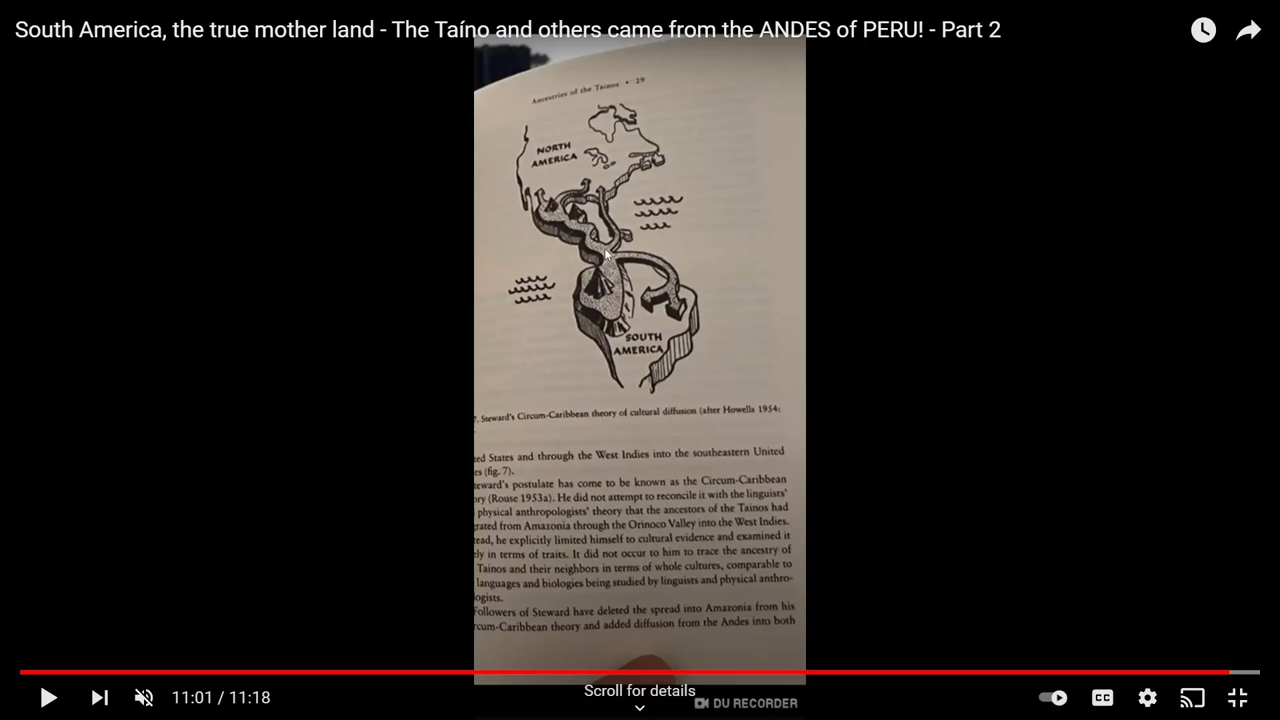 South America, the true mother land - The Taíno and others came from the ANDES of PERU! - Part 2
Ancestries of the Tainos • 29
NORTH
AMERICA
SOUTH
AMERICA
7. Steward's Circum-Caribbean theory of cultural diffusion (after Howells 1954:
ed States and through the West Indies into the southeastern United
es (fig. 7).
teward's postulate has come to be known as the Circum-Caribbean
ory (Rouse 1953a). He did not attempt to reconcile it with the linguists'
physical anthropologists' theory that the ancestors of the Tainos had
rated from Amazonia through the Orinoco Valley into the West Indies.
ead, he explicitly limited himself to cultural evidence and examined it
ely in terms of traits. It did not occur to him to trace the ancestry of
Tainos and their neighbors in terms of whole cultures, comparable to
languages and biologies being studied by linguists and physical anthro-
ogists.
Followers of Steward have deleted the spread into Amazonia from his
rcum-Caribbean theory and added diffusion from the Andes into both
11:01 / 11:18
Scroll for details
DU RECORDER
CC